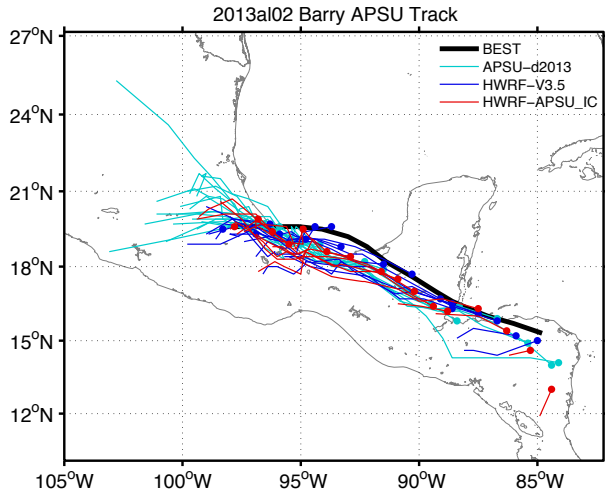 2013al02 Barry APSU Track
27°N
24°N
21°N
18°N
15°N
12°N
105°W
100°W
95°W
90°W
85°W
BEST
APSU-d2013
HWRF-V3.5
HWRF-APSU_IC